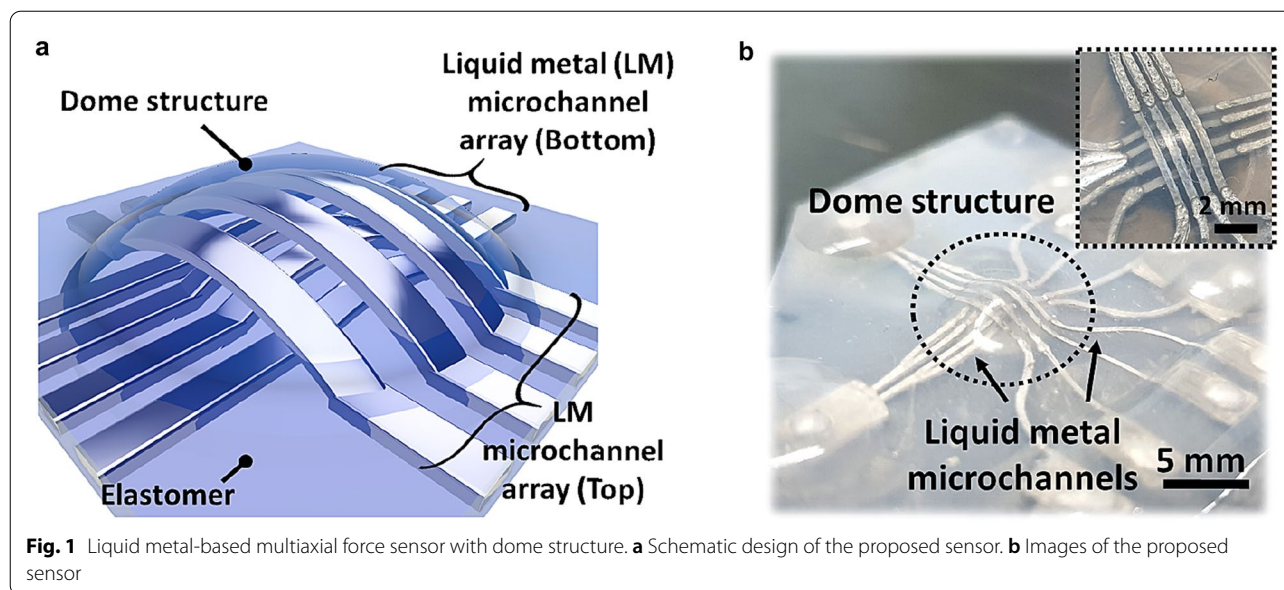 a
Liquid metal (LM)
microchannel
array (Bottom)
Dome structure
LM
microchannel
array (Top)
Elastomer
b
2 mm
Dome structure
Liquid metal
microchannels
5 mm
Fig. 1 Liquid metal-based multiaxial force sensor with dome structure. a Schematic design of the proposed sensor. b Images of the proposed
sensor